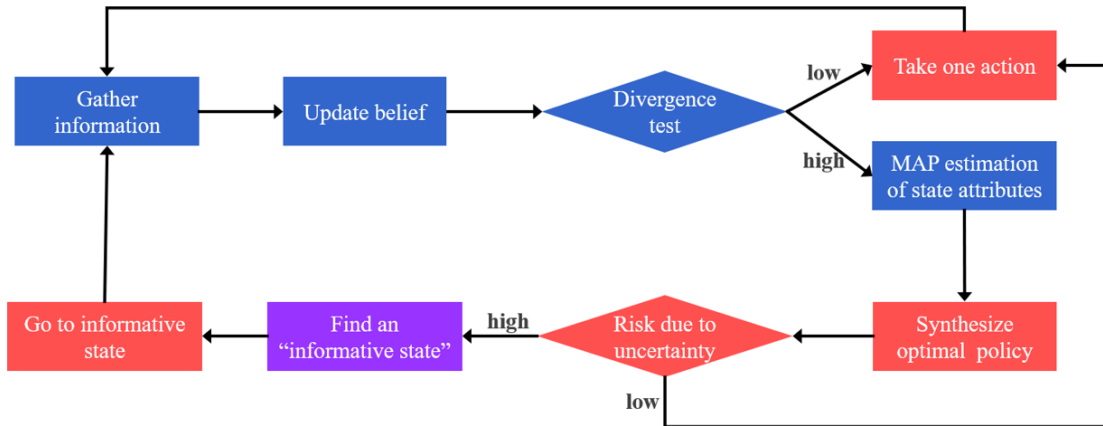 Gather
information
Update belief
Divergence
test
low
Take one action
high
MAP estimation
of state attributes
Go to informative
state
Find an
“informative state”
high
Risk due to
uncertainty
Synthesize
optimal policy
low